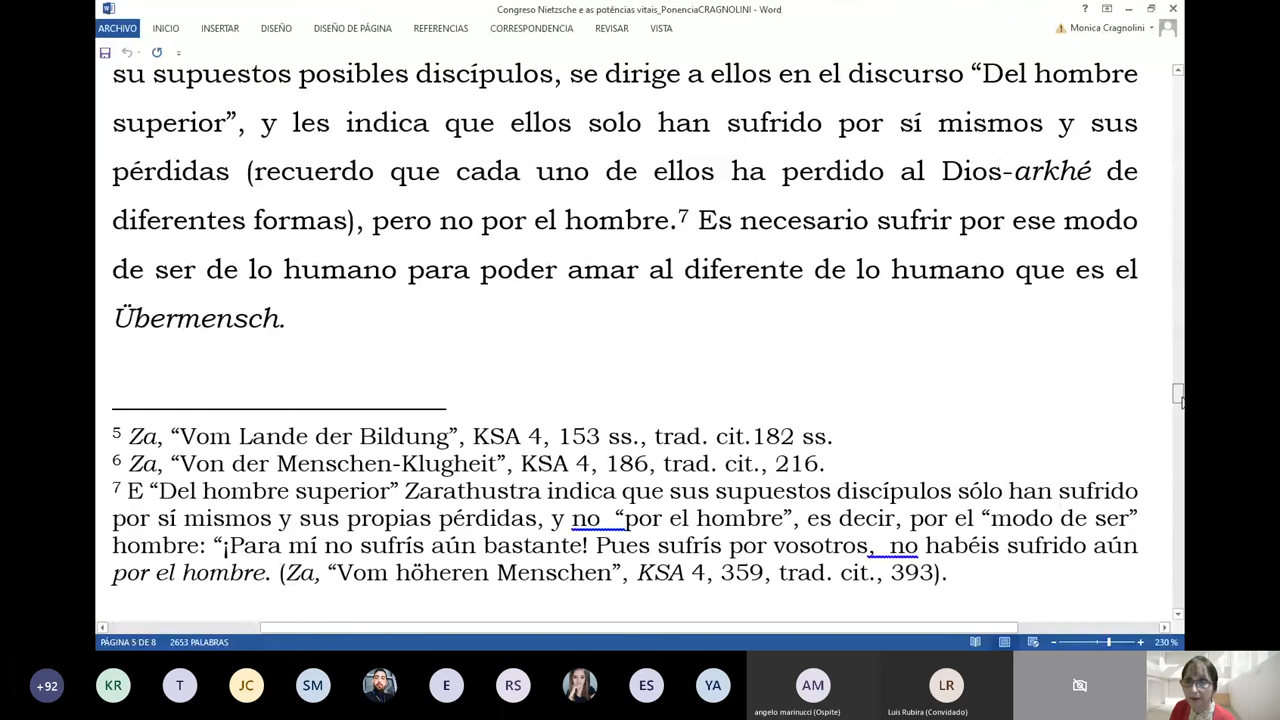 Congreso Nietzsche e as potências vitais_PonenciaCRAGNOLINI - Word
ARCHIVO INICIO INSERTAR DISEÑO DISEÑO DE PÁGINA REFERENCIAS CORRESPONDENCIA REVISAR VISTA Monica Cragnolini
su supuestos posibles discípulos, se dirige a ellos en el discurso “Del hombre
superior”, y les indica que ellos solo han sufrido por sí mismos y sus
pérdidas (recuerdo que cada uno de ellos ha perdido al Dios-arkhé de
diferentes formas), pero no por el hombre.⁷ Es necesario sufrir por ese modo
de ser de lo humano para poder amar al diferente de lo humano que es el
Übermensch.
⁵ Za, “Vom Lande der Bildung”, KSA 4, 153 ss., trad. cit.182 ss.
⁶ Za, “Von der Menschen-Klugheit”, KSA 4, 186, trad. cit., 216.
⁷ E “Del hombre superior” Zarathustra indica que sus supuestos discípulos sólo han sufrido
por sí mismos y sus propias pérdidas, y no “por el hombre”, es decir, por el “modo de ser”
hombre: “¡Para mí no sufrís aún bastante! Pues sufrís por vosotros, no habéis sufrido aún
por el hombre. (Za, “Vom höheren Menschen”, KSA 4, 359, trad. cit., 393).
PÁGINA 5 DE 8 2653 PALABRAS 230 %
+92 KR T JC SM E RS ES YA AM LR
angelo marinucci (Ospite) Luis Rubira (Convidado)